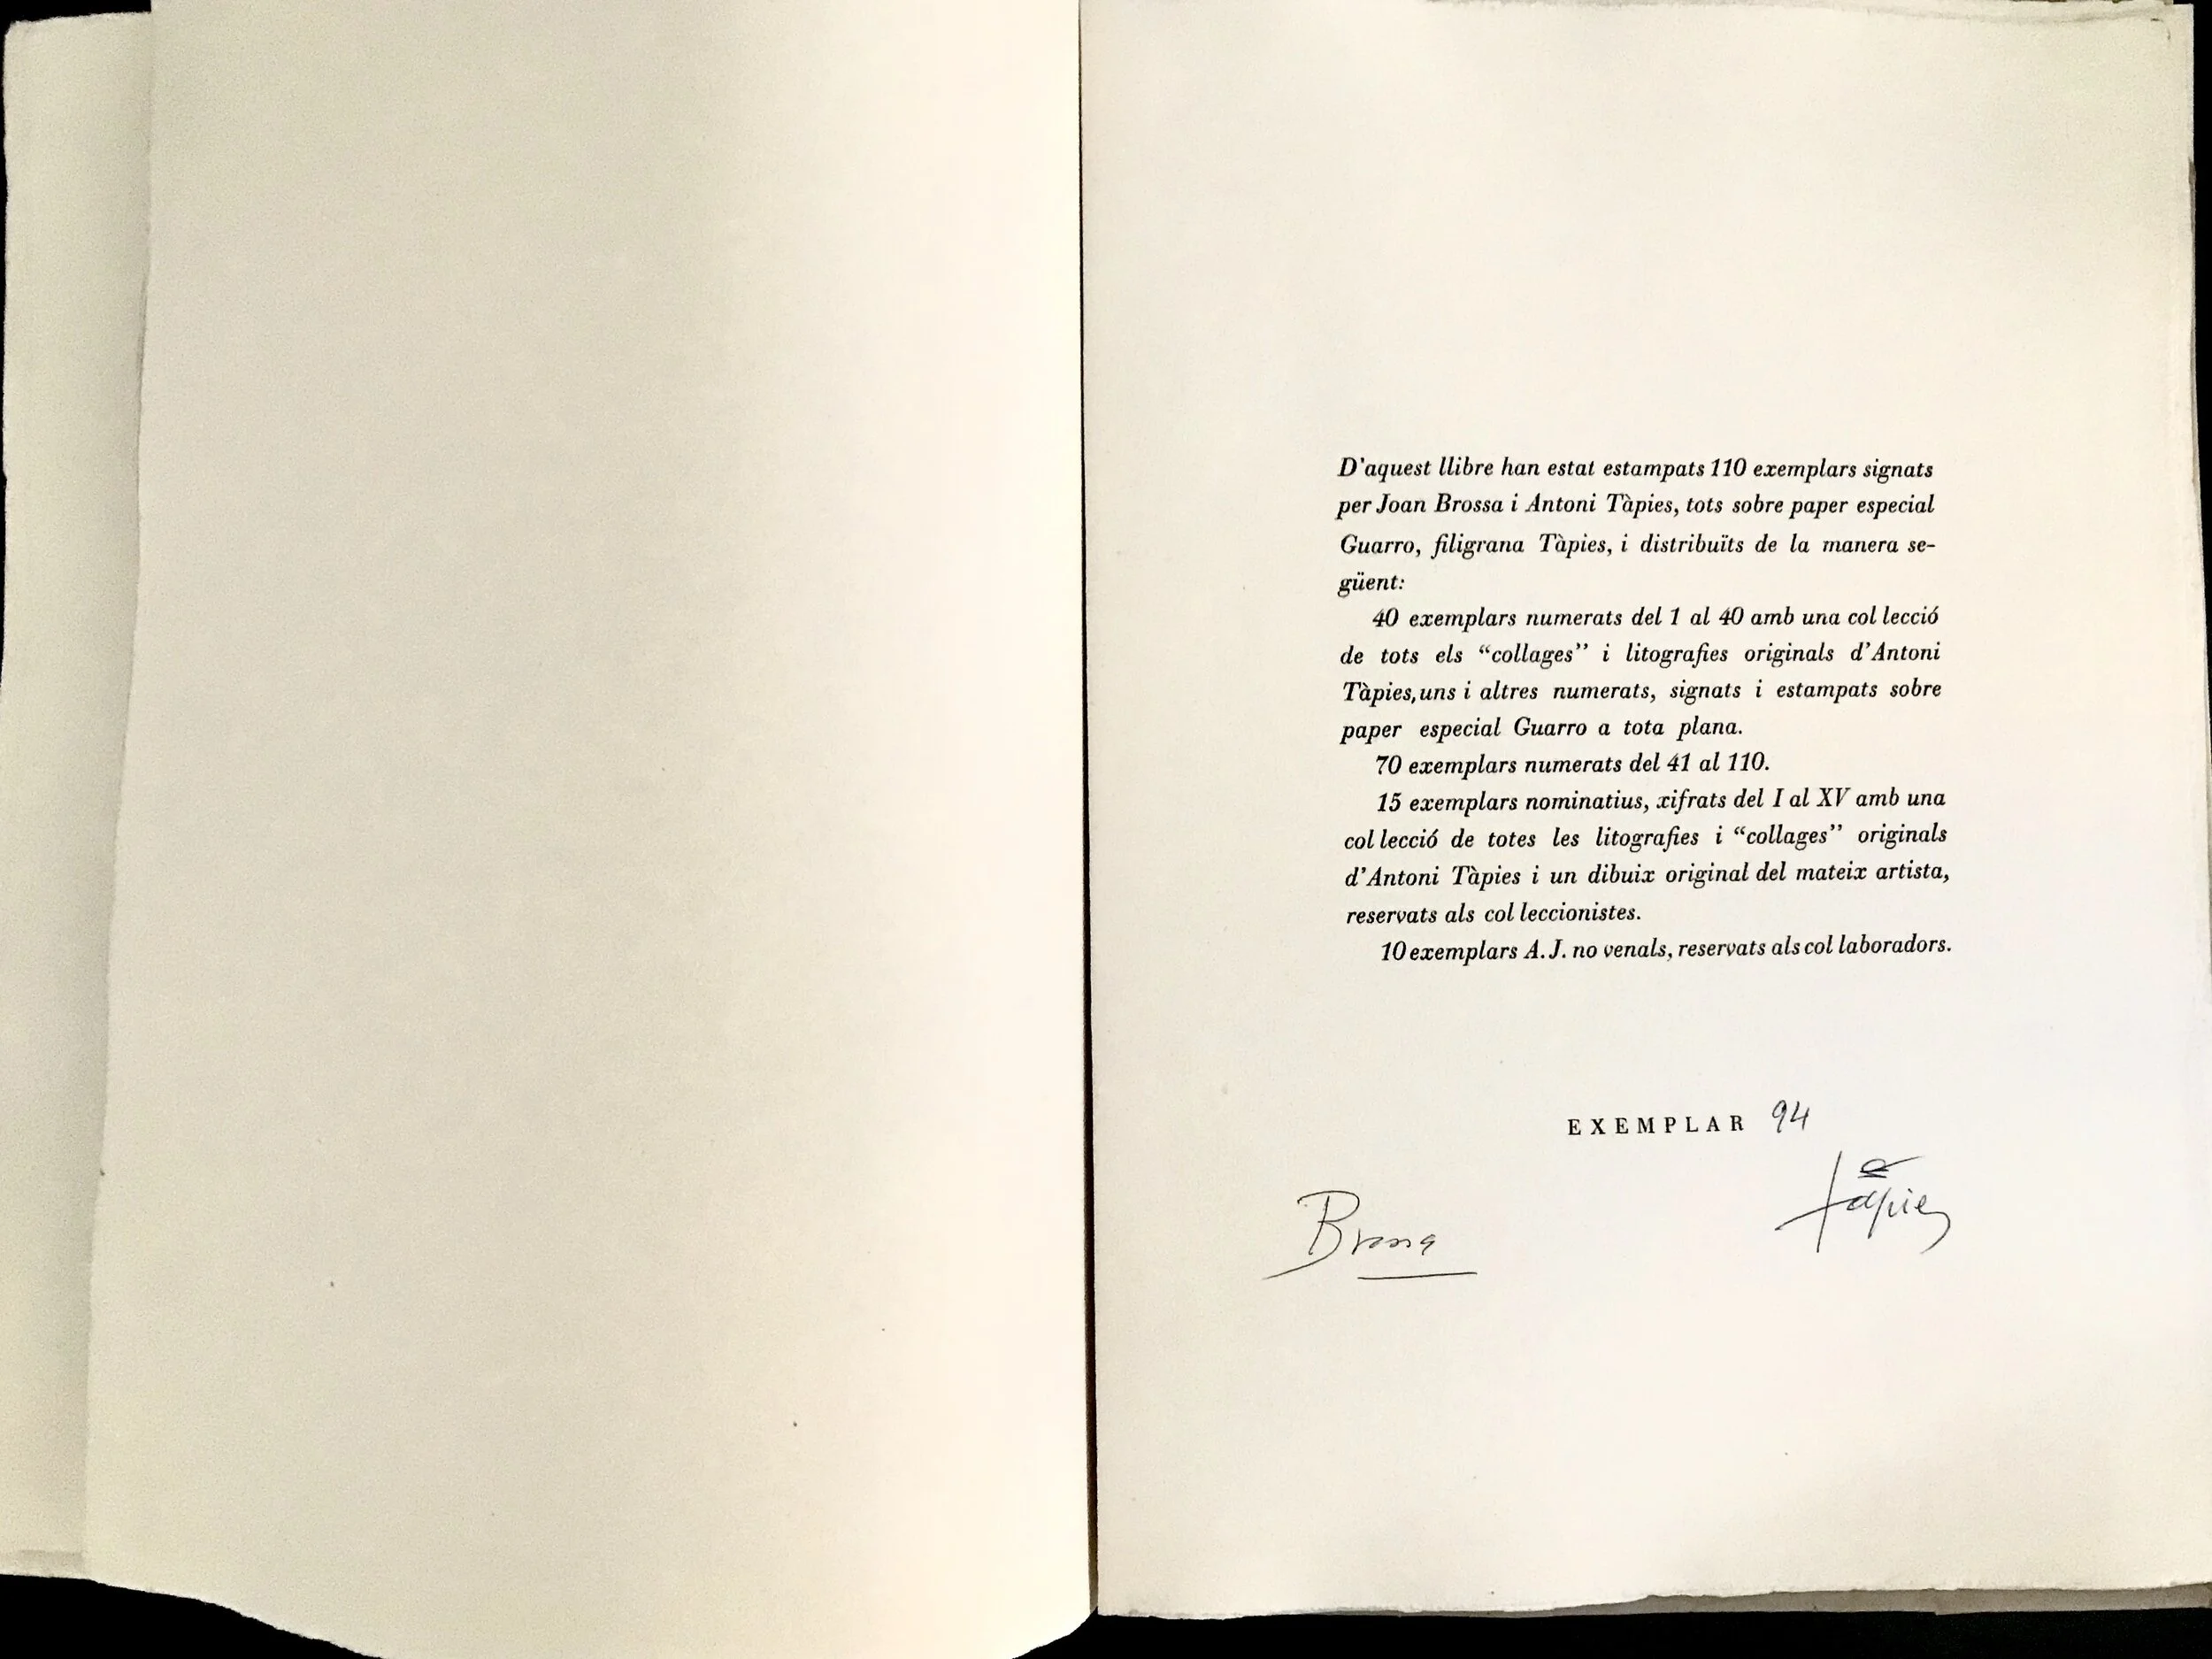 D'aquest llibre han estat estampats 110 exemplars signats
per Joan Brossa i Antoni Tàpies, tots sobre paper especial
Guarro, filigrana Tàpies, i distribuïts de la manera se-
güent:
40 exemplars numerats del 1 al 40 amb una col lecció
de tots els “collages” i litografies originals d’Antoni
Tàpies, uns i altres numerats, signats i estampats sobre
paper especial Guarro a tota plana.
70 exemplars numerats del 41 al 110.
15 exemplars nominatius, xifrats del I al XV amb una
col lecció de totes les litografies i “collages” originals
d’Antoni Tàpies i un dibuix original del mateix artista,
reservats als col leccionistes.
10 exemplars A. J. no venals, reservats als col laboradors.
EXEMPLAR 94
Brossa
Tàpies